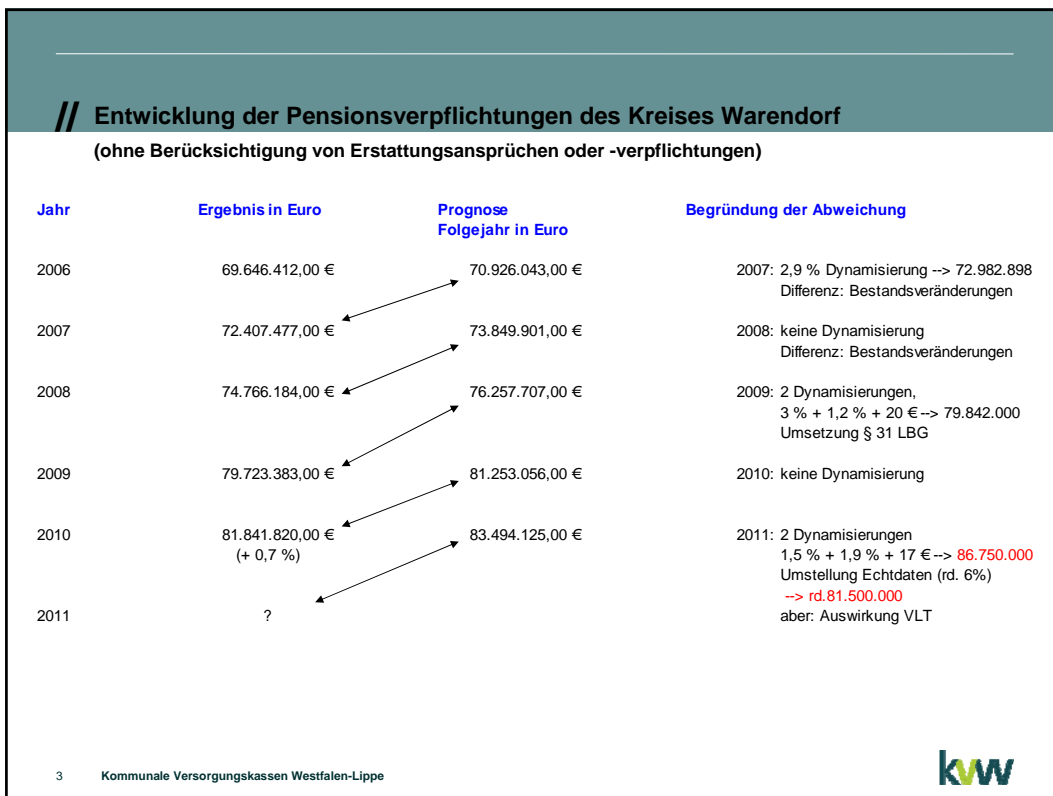 // Entwicklung der Pensionsverpflichtungen des Kreises Warendorf
(ohne Berücksichtigung von Erstattungsansprüchen oder -verpflichtungen)
Jahr Ergebnis in Euro Prognose Begründung der Abweichung
Folgejahr in Euro
2006 69.646.412,00 € 70.926.043,00 € 2007: 2,9 % Dynamisierung --> 72.982.898
Differenz: Bestandsveränderungen
2007 72.407.477,00 € 73.849.901,00 € 2008: keine Dynamisierung
Differenz: Bestandsveränderungen
2008 74.766.184,00 € 76.257.707,00 € 2009: 2 Dynamisierungen,
3 % + 1,2 % + 20 € --> 79.842.000
Umsetzung § 31 LBG
2009 79.723.383,00 € 81.253.056,00 € 2010: keine Dynamisierung
2010 81.841.820,00 € 83.494.125,00 € 2011: 2 Dynamisierungen
(+ 0,7 %) 1,5 % + 1,9 % + 17 € --> 86.750.000
Umstellung Echtdaten (rd. 6%)
--> rd.81.500.000
2011 ? aber: Auswirkung VLT
3 Kommunale Versorgungskassen Westfalen-Lippe
kvw